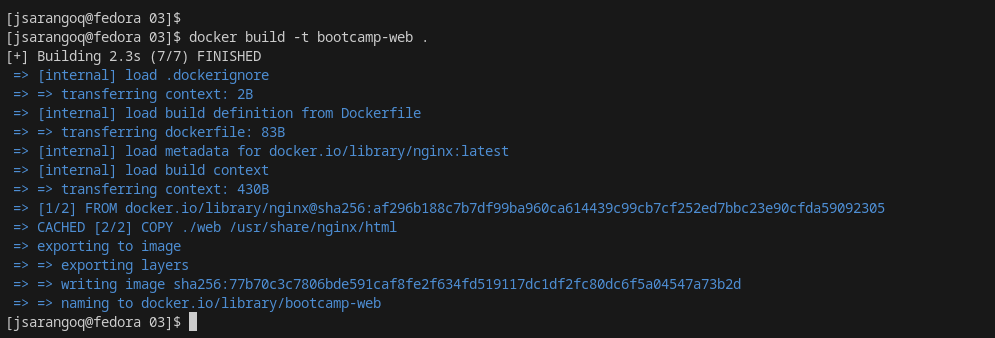 [jsarangoq@fedora 03]$
[jsarangoq@fedora 03]$ docker build -t bootcamp-web .
[+] Building 2.3s (7/7) FINISHED
=> [internal] load .dockerignore
=> => transferring context: 2B
=> [internal] load build definition from Dockerfile
=> => transferring dockerfile: 83B
=> [internal] load metadata for docker.io/library/nginx:latest
=> [internal] load build context
=> => transferring context: 430B
=> [1/2] FROM docker.io/library/nginx@sha256:af296b188c7b7df99ba960ca614439c99cb7cf252ed7bbc23e90cfda59092305
=> CACHED [2/2] COPY ./web /usr/share/nginx/html
=> exporting to image
=> => exporting layers
=> => writing image sha256:77b70c3c7806bde591caf8fe2f634fd519117dc1df2fc80dc6f5a04547a73b2d
=> => naming to docker.io/library/bootcamp-web
[jsarangoq@fedora 03]$